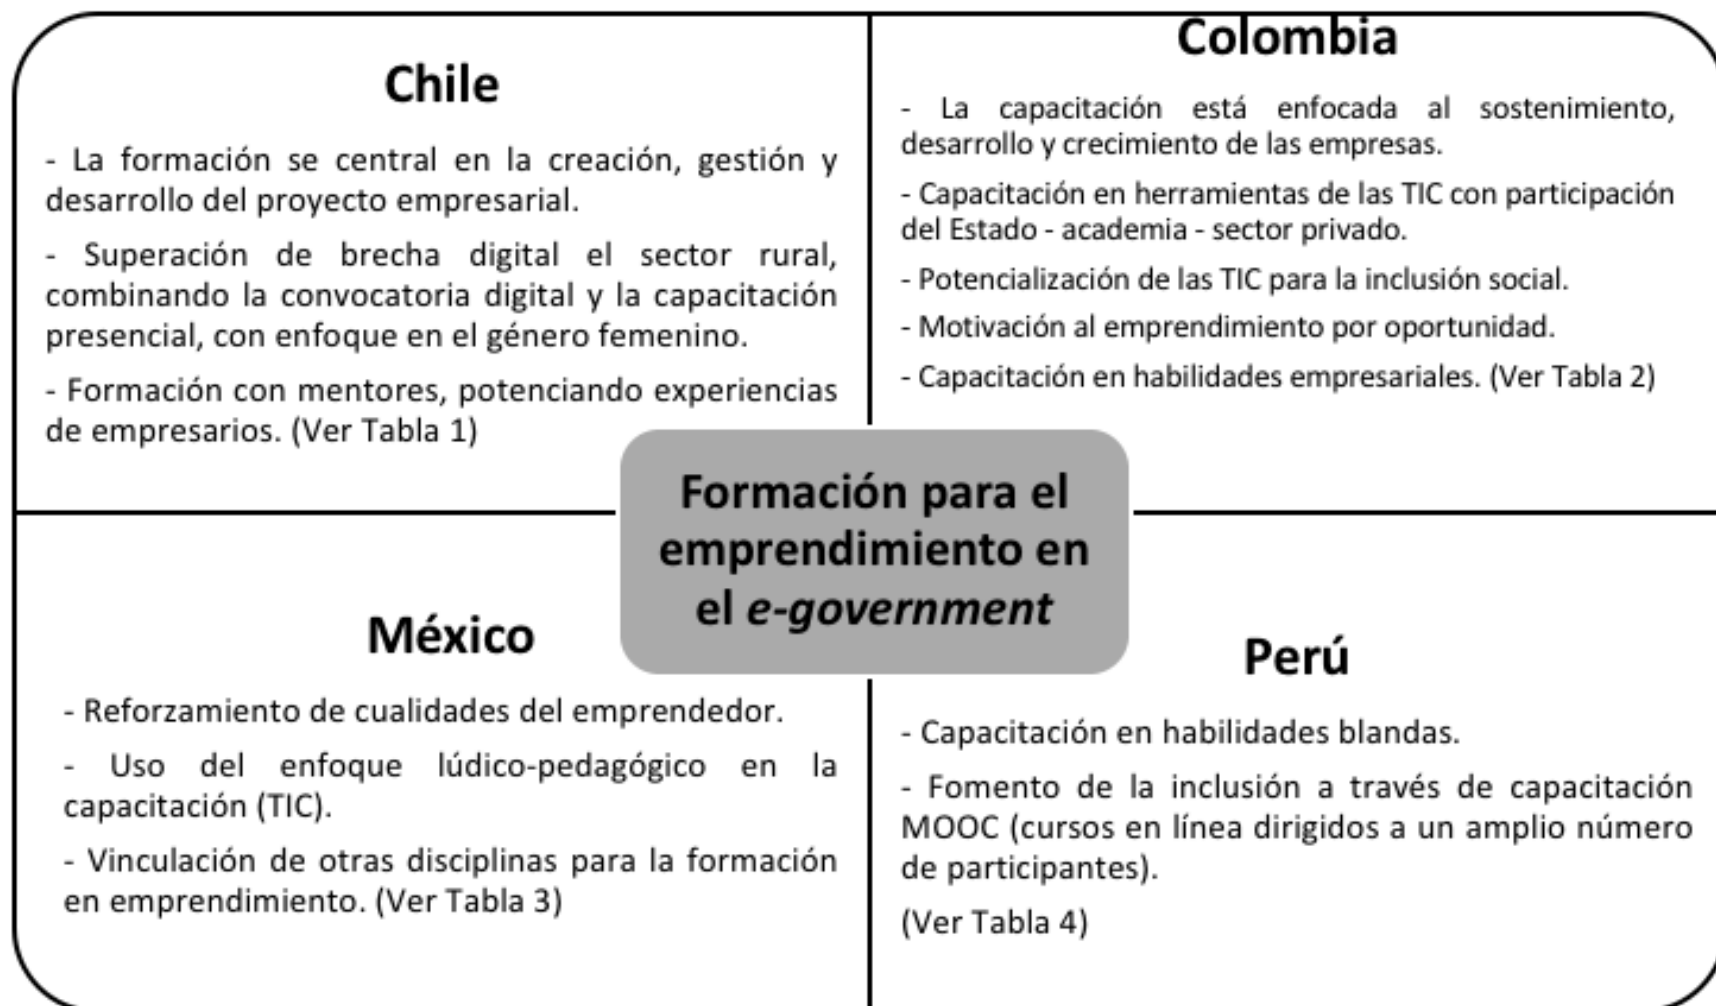 Chile
- La formación se central en la creación, gestión y
desarrollo del proyecto empresarial.
- Superación de brecha digital el sector rural,
combinando la convocatoria digital y la capacitación
presencial, con enfoque en el género femenino.
- Formación con mentores, potenciando experiencias
de empresarios. (Ver Tabla 1)
Colombia
- La capacitación está enfocada al sostenimiento,
desarrollo y crecimiento de las empresas.
- Capacitación en herramientas de las TIC con participación
del Estado - academia - sector privado.
- Potencialización de las TIC para la inclusión social.
- Motivación al emprendimiento por oportunidad.
- Capacitación en habilidades empresariales. (Ver Tabla 2)
Formación para el
emprendimiento en
el e-government
México
- Reforzamiento de cualidades del emprendedor.
- Uso del enfoque lúdico-pedagógico en la
capacitación (TIC).
- Vinculación de otras disciplinas para la formación
en emprendimiento. (Ver Tabla 3)
Perú
- Capacitación en habilidades blandas.
- Fomento de la inclusión a través de capacitación
MOOC (cursos en línea dirigidos a un amplio número
de participantes).
(Ver Tabla 4)